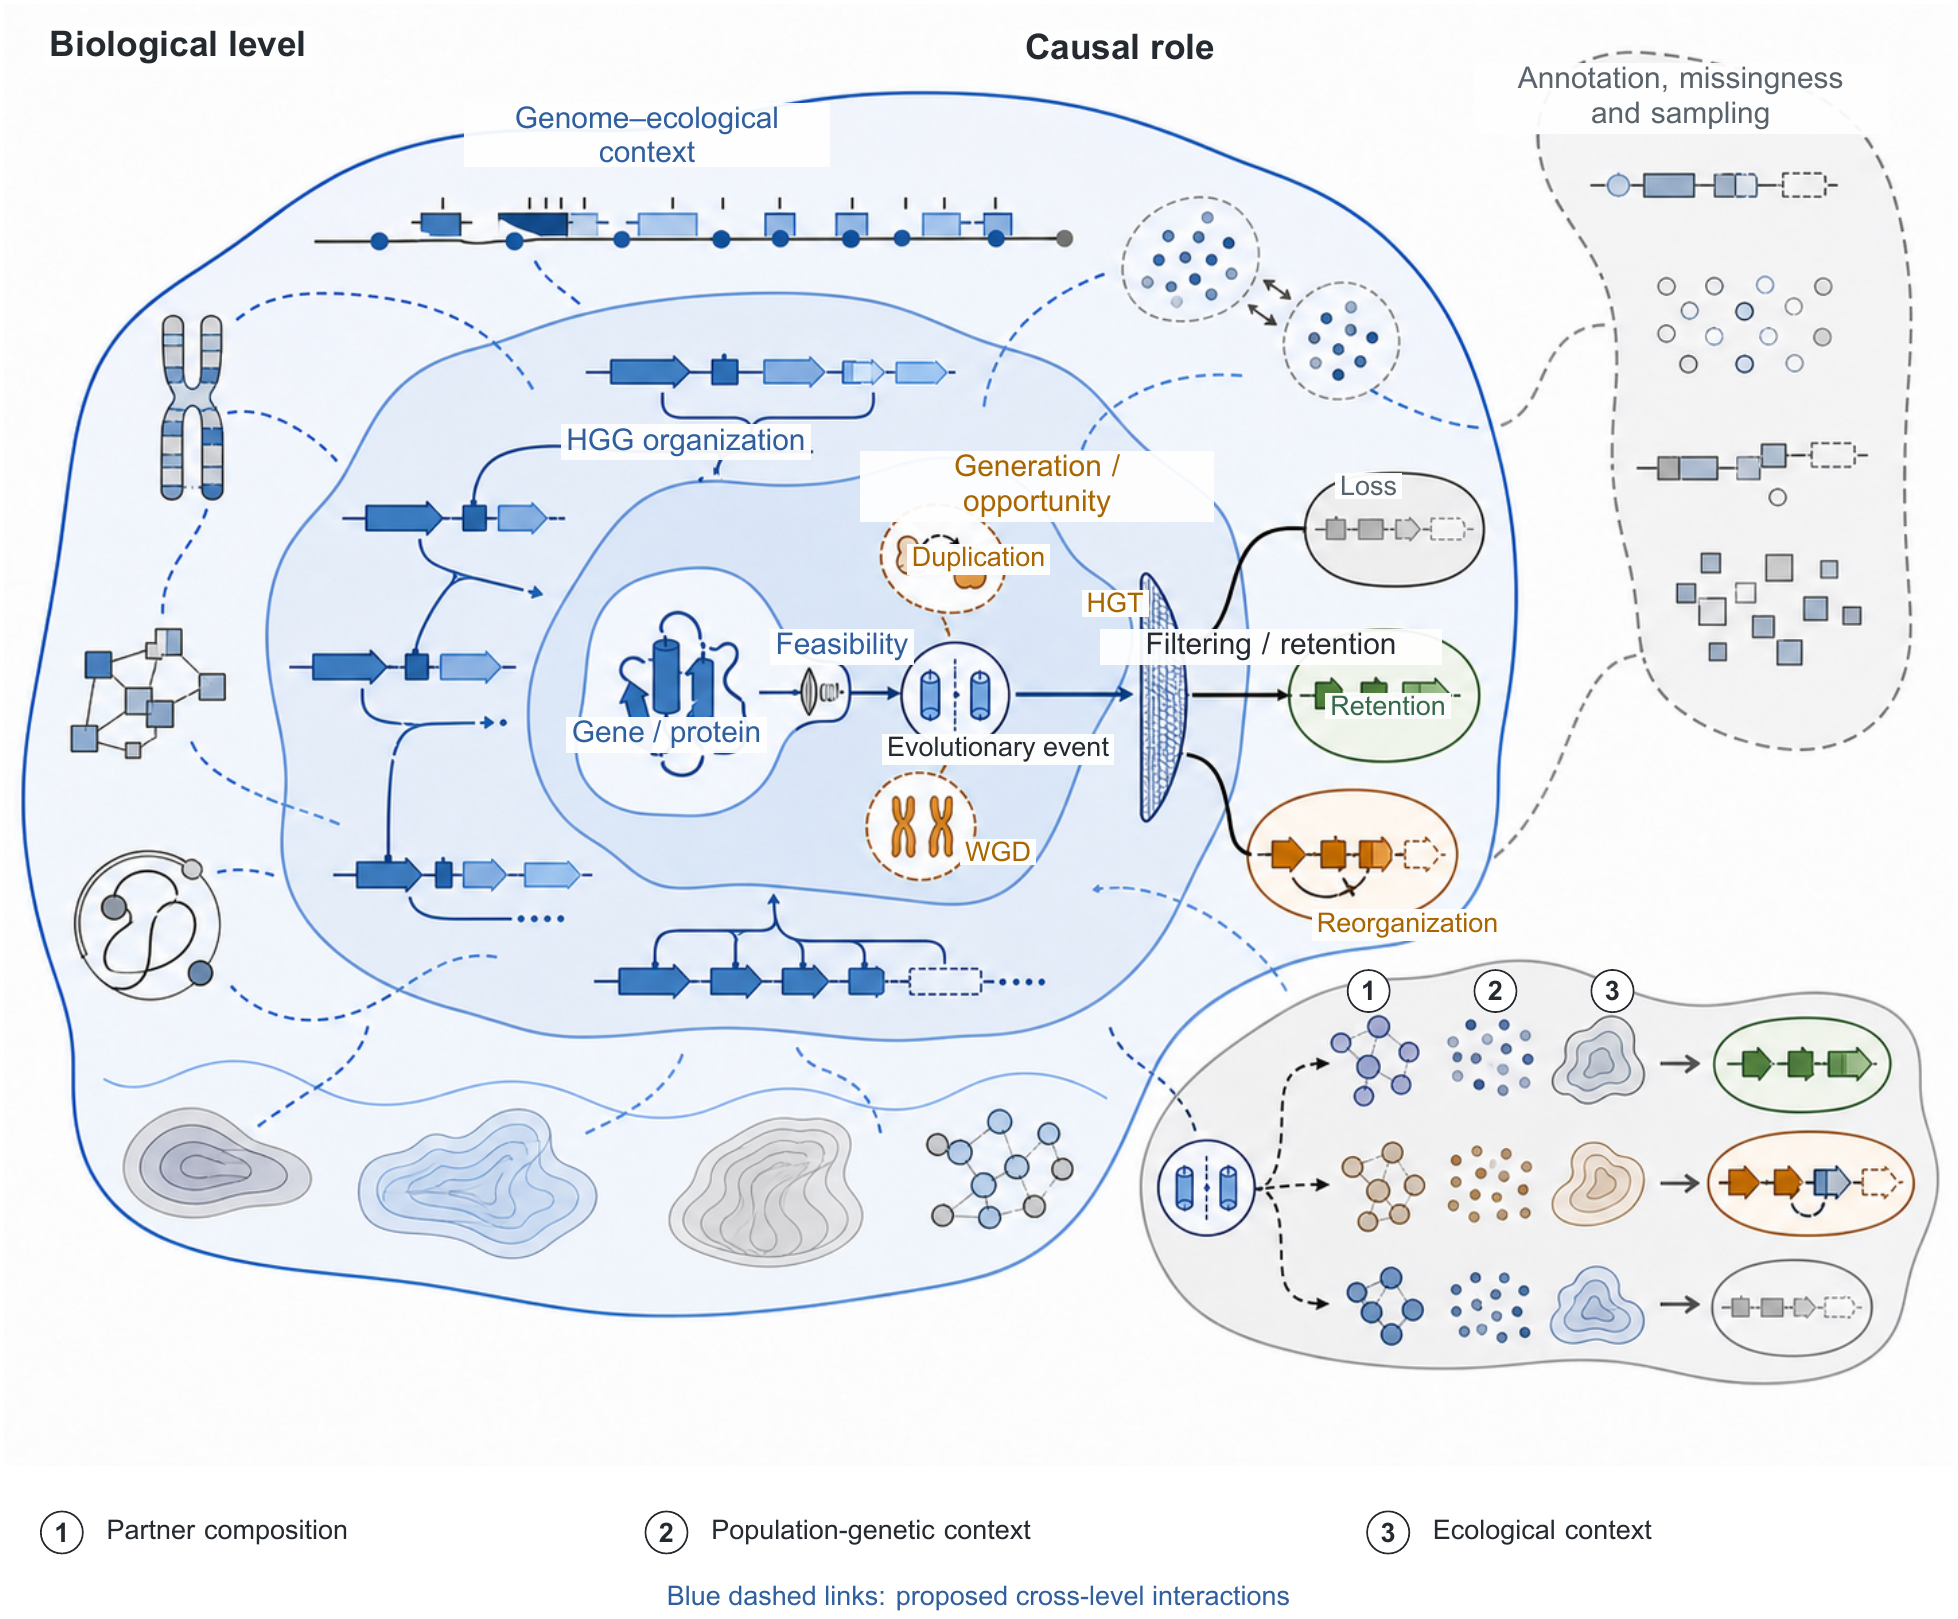 Biological level
Causal role
Annotation, missingness
and sampling
Genome–ecological
context
HGG organization
Generation /
opportunity
Loss
Duplication
HGT
Feasibility
Filtering / retention
Retention
Gene / protein
Evolutionary event
WGD
Reorganization
1 2 3
1 Partner composition
2 Population-genetic context
3 Ecological context
Blue dashed links: proposed cross-level interactions